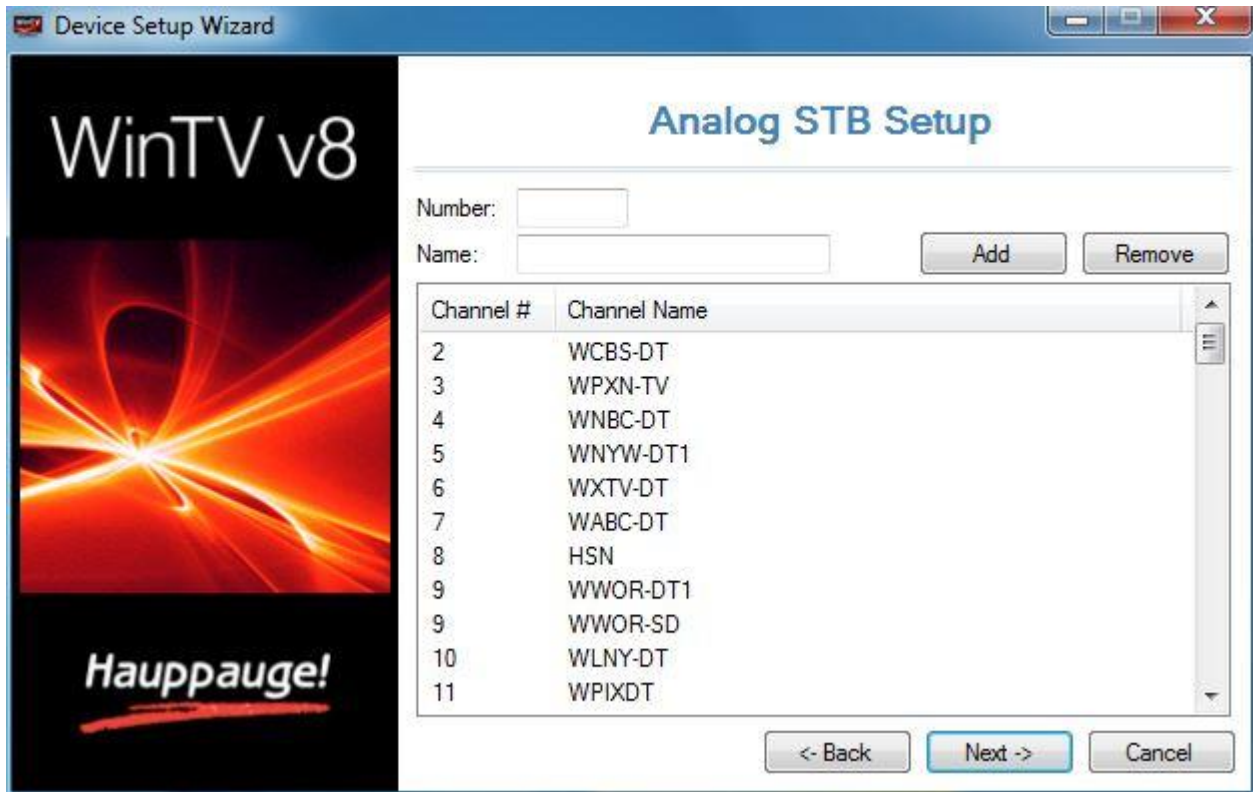 Device Setup Wizard
WinTV v8
Hauppauge!
Analog STB Setup
Number:
Name:
Add Remove
Channel # Channel Name
2 WCBS-DT
3 WPXN-TV
4 WNBC-DT
5 WNYW-DT1
6 WXTV-DT
7 WABC-DT
8 HSN
9 WWOR-DT1
9 WWOR-SD
10 WLNY-DT
11 WPIXDT
<- Back Next -> Cancel